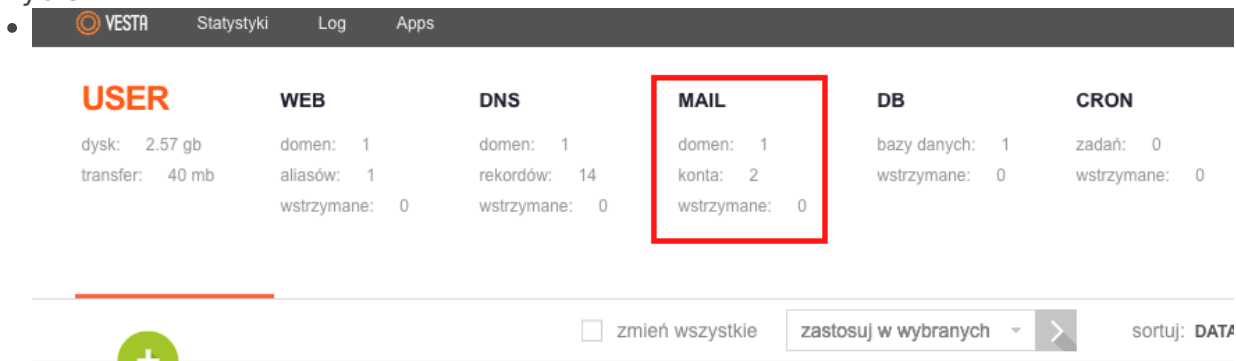 VESTA Statystyki Log Apps
USER WEB DNS MAIL DB CRON
dysk: 2.57 gb domen: 1 domen: 1 domen: 1 bazy danych: 1 zadań: 0
transfer: 40 mb aliasów: 1 rekordów: 14 konta: 2 wstrzymane: 0 wstrzymane: 0
wstrzymane: 0 wstrzymane: 0 wstrzymane: 0
zmień wszystkie zastosuj w wybranych sortuj: DATA